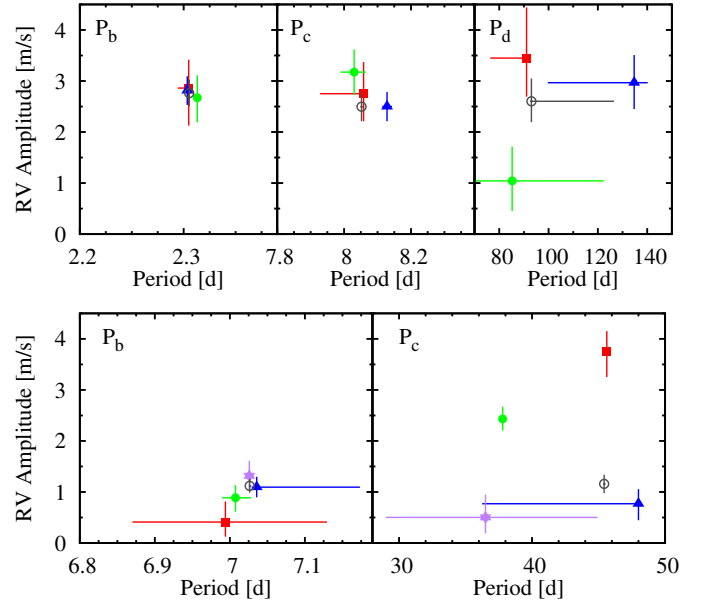 P_b P_c P_d
RV Amplitude [m/s]
4
3
2
1
0
2.2 2.3 7.8 8 8.2 80 100 120 140
Period [d] Period [d] Period [d]
P_b P_c
RV Amplitude [m/s]
4
3
2
1
0
6.8 6.9 7 7.1 30 40 50
Period [d] Period [d]